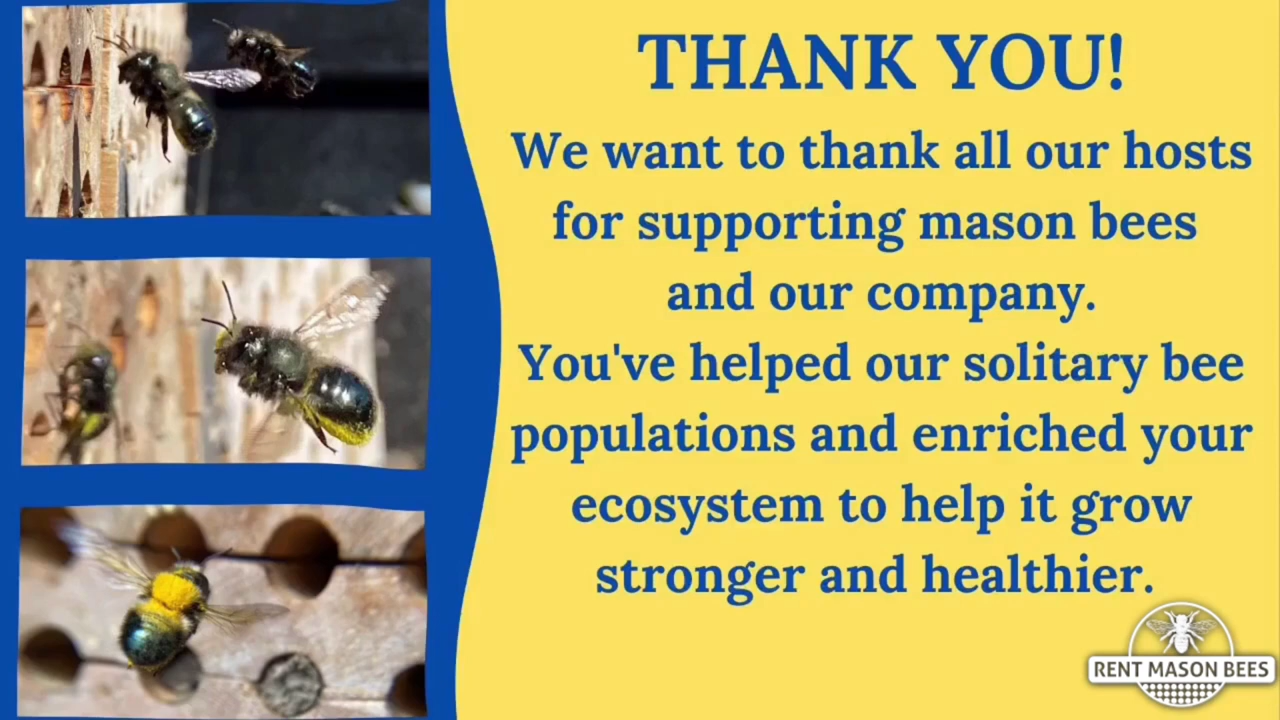 THANK YOU!
We want to thank all our hosts
for supporting mason bees
and our company.
You've helped our solitary bee
populations and enriched your
ecosystem to help it grow
stronger and healthier.
RENT MASON BEES